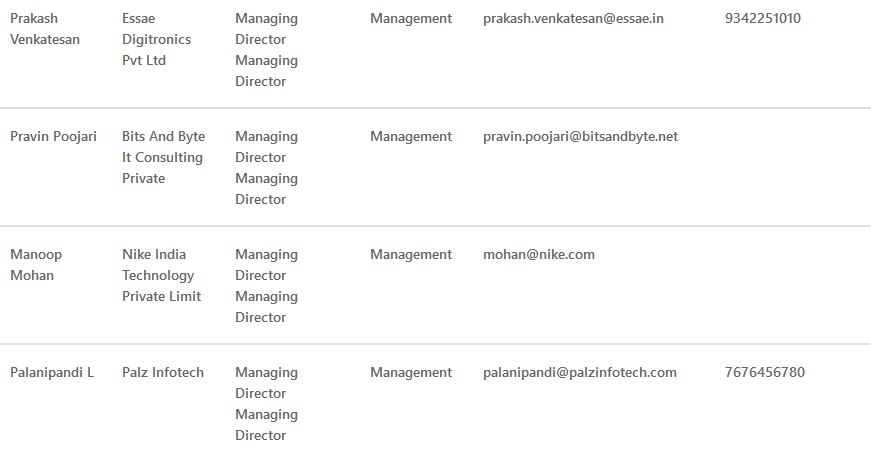 Prakash Essae Managing Management prakash.venkatesan@essae.in 9342251010
Venkatesan Digitronics Director
Pvt Ltd Managing
Director
Pravin Poojari Bits And Byte Managing Management pravin.poojari@bitsandbyte.net
It Consulting Director
Private Managing
Director
Manoop Nike India Managing Management mohan@nike.com
Mohan Technology Director
Private Limit Managing
Director
Palanipandi L Palz Infotech Managing Management palanipandi@palzinfotech.com 7676456780
Director
Managing
Director